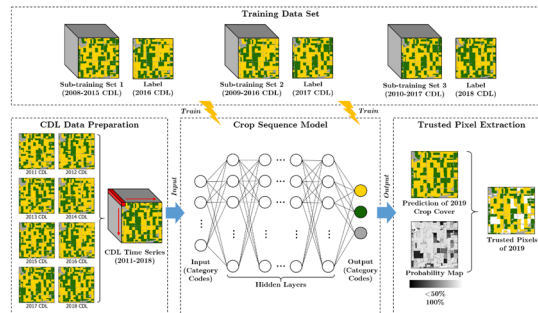 Training Data Set
Sub-training Set 1
(2008-2015 CDL)
Label
(2016 CDL)
Sub-training Set 2
(2009-2016 CDL)
Label
(2017 CDL)
Sub-training Set 3
(2010-2017 CDL)
Label
(2018 CDL)
Train
Train
CDL Data Preparation
2011 CDL
2012 CDL
2013 CDL
2014 CDL
2015 CDL
2016 CDL
2017 CDL
2018 CDL
CDL Time Series
(2011-2018)
Input
Crop Sequence Model
Input
(Category
Codes)
Hidden Layers
Output
(Category
Codes)
Output
Trusted Pixel Extraction
Prediction of 2019
Crop Cover
Probability Map
<50%
100%
Trusted Pixels
of 2019